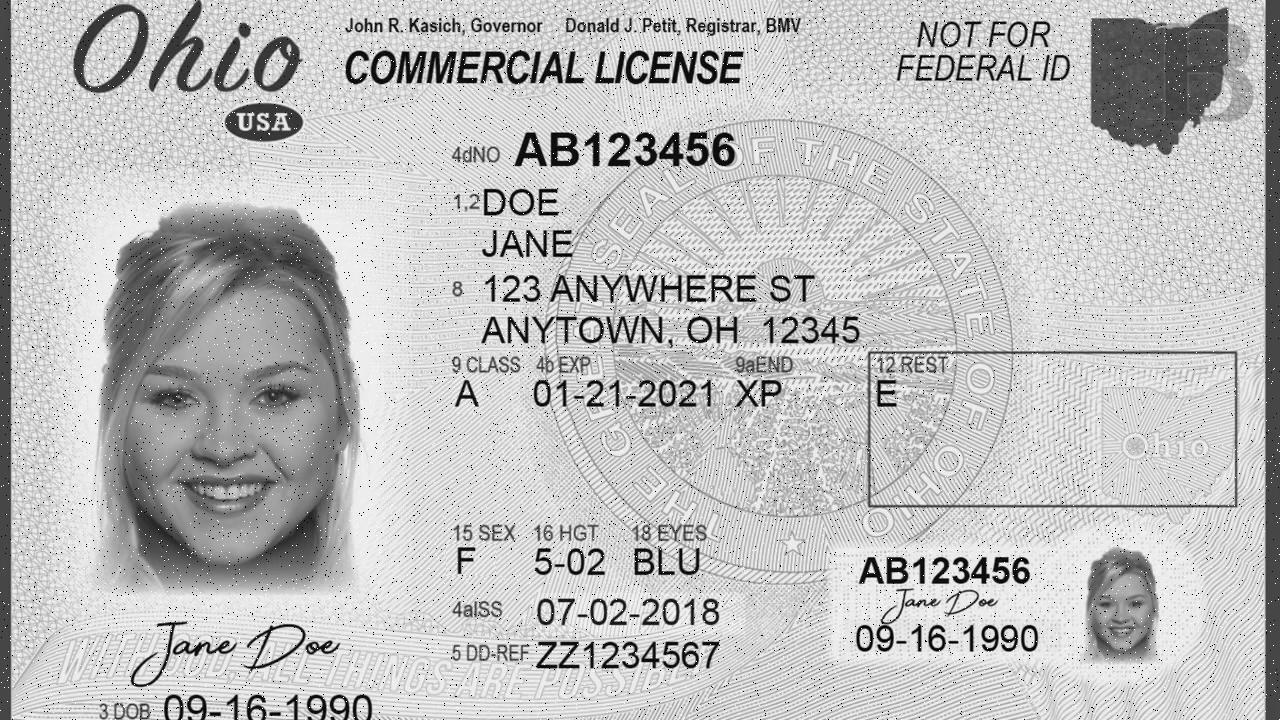 Ohio
USA
John R. Kasich, Governor Donald J. Petit, Registrar, BMV
COMMERCIAL LICENSE
NOT FOR
FEDERAL ID
4dNO AB123456
1,2 DOE
JANE
8 123 ANYWHERE ST
ANYTOWN, OH 12345
9 CLASS 4b EXP 9aEND 12 REST
A 01-21-2021 XP E
Ohio
THE GREAT SEAL OF THE STATE OF OHIO
15 SEX 16 HGT 18 EYES
F 5-02 BLU
4aISS 07-02-2018
5 DD-REF ZZ1234567
AB123456
Jane Doe
09-16-1990
Jane Doe
WITH GOD, ALL THINGS ARE POSSIBLE
3 DOB 09-16-1990